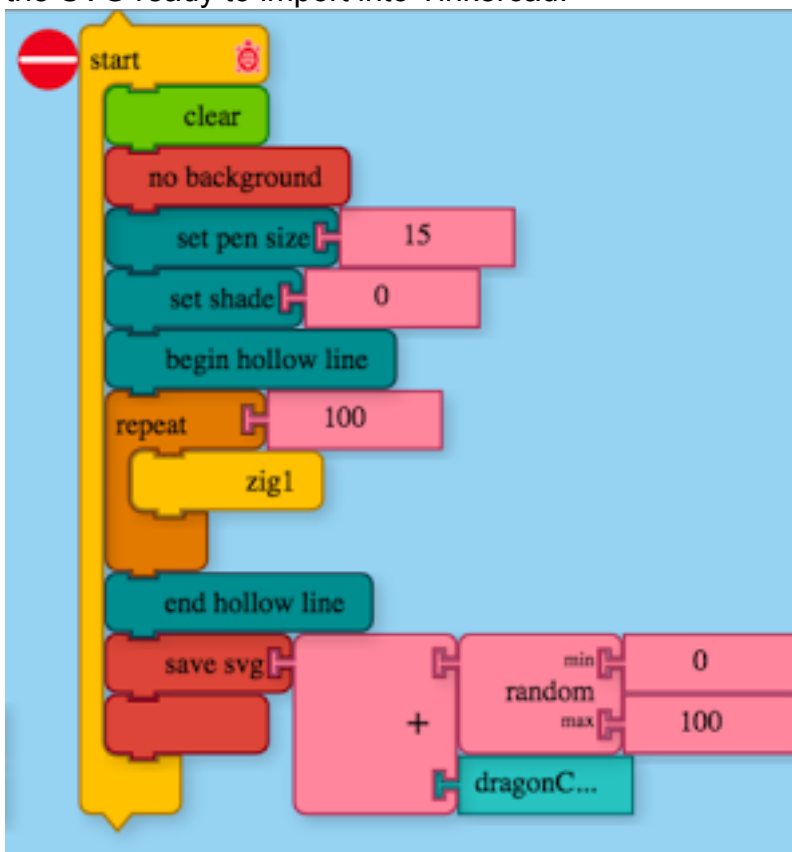 start
clear
no background
set pen size 15
set shade 0
begin hollow line
repeat 100
zig1
end hollow line
save svg + random min 0
max 100
dragonC...